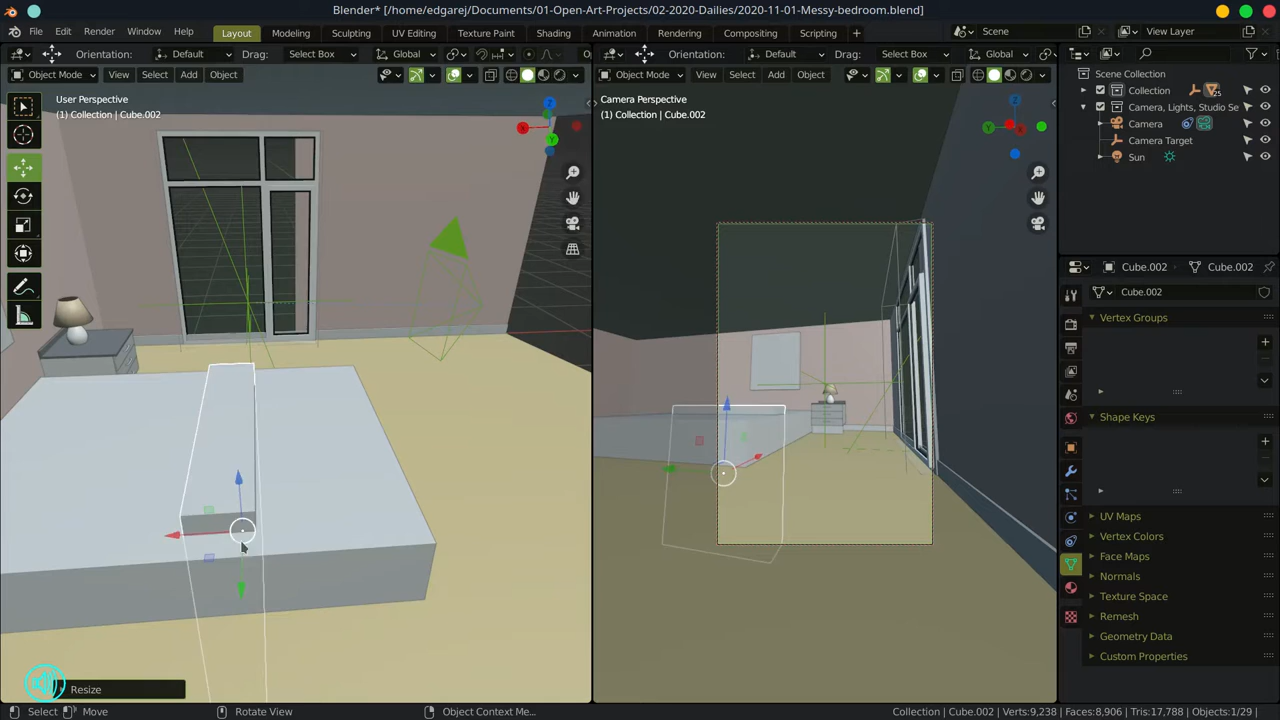 Blender* [/home/edgarej/Documents/01-Open-Art-Projects/02-2020-Dailies/2020-11-01-Messy-bedroom.blend]
File Edit Render Window Help Layout Modeling Sculpting UV Editing Texture Paint Shading Animation Rendering Compositing Scripting + Scene View Layer
Orientation: Default Drag: Select Box Global
Orientation: Default Drag: Select Box Global
Object Mode View Select Add Object
Object Mode View Select Add Object
User Perspective
(1) Collection | Cube.002
Camera Perspective
(1) Collection | Cube.002
Scene Collection
Collection 25
Camera, Lights, Studio Se
Camera
Camera Target
Sun
Cube.002 Cube.002
Cube.002
Vertex Groups
Shape Keys
UV Maps
Vertex Colors
Face Maps
Normals
Texture Space
Remesh
Geometry Data
Custom Properties
X
Z
Y
X
Z
Y
Resize
Select Move Rotate View Object Context Me... Collection | Cube.002 | Verts:9,238 | Faces:8,906 | Tris:17,788 | Objects:1/29